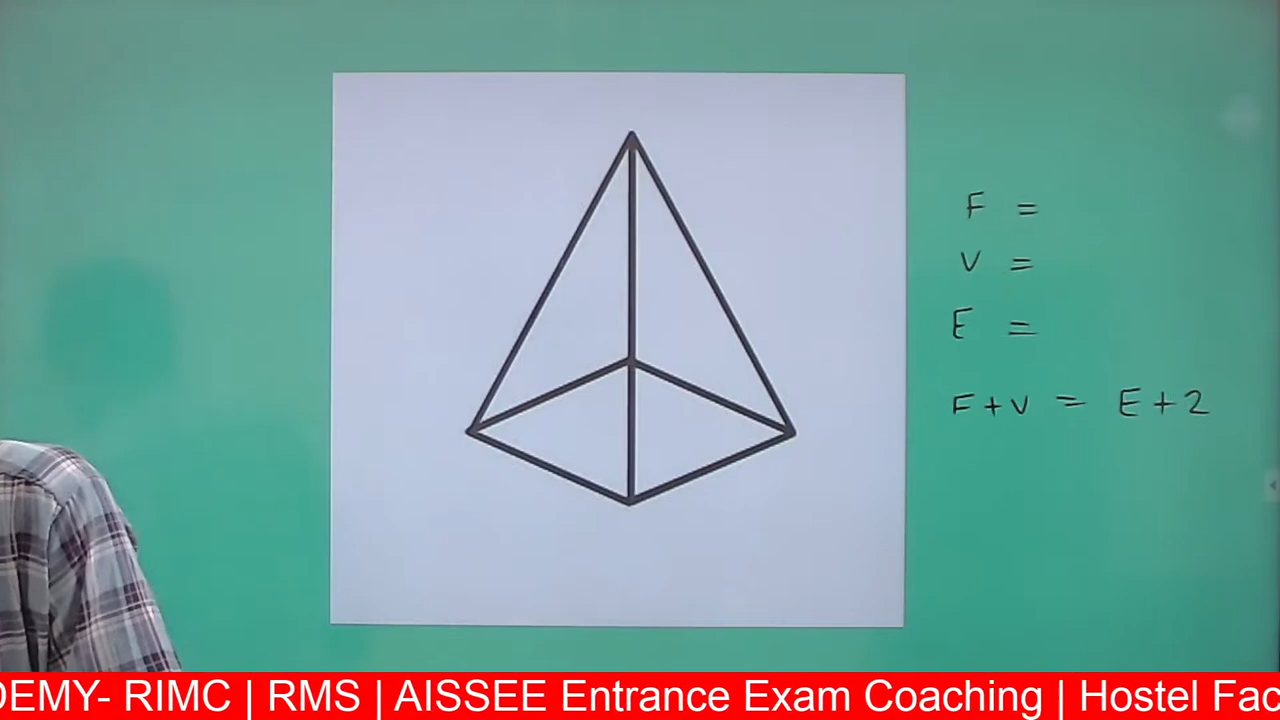 F =
V =
E =
F+V = E+2
DEMY- RIMC | RMS | AISSEE Entrance Exam Coaching | Hostel Fac